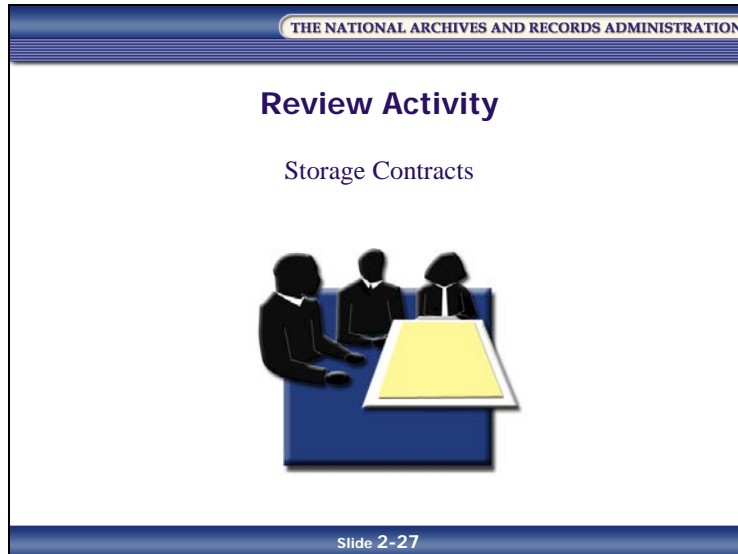 THE NATIONAL ARCHIVES AND RECORDS ADMINISTRATION
Review Activity
Storage Contracts
Slide 2-27